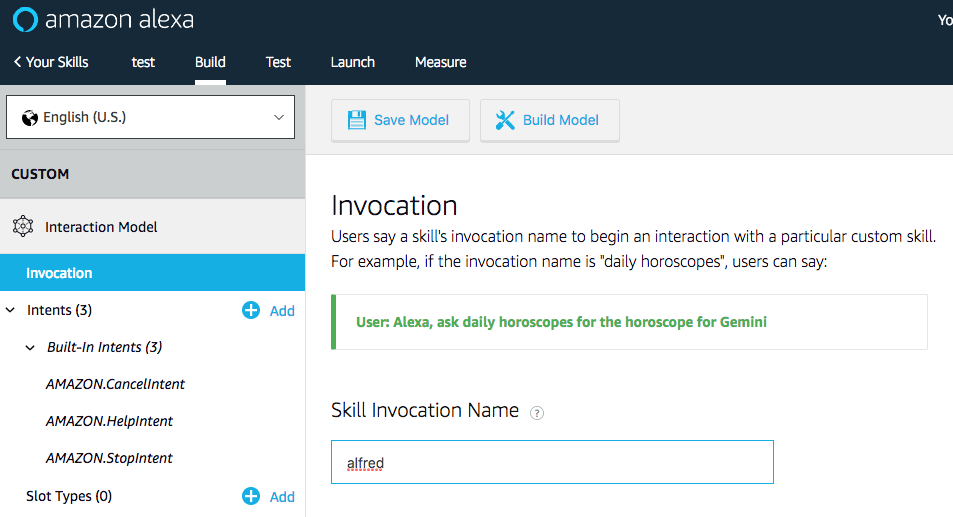 amazon alexa
Yo
Your Skills test Build Test Launch Measure
English (U.S.)
Save Model Build Model
CUSTOM
Interaction Model
Invocation
Intents (3) Add
Built-In Intents (3)
AMAZON.CancelIntent
AMAZON.HelpIntent
AMAZON.StopIntent
Slot Types (0) Add
Invocation
Users say a skill's invocation name to begin an interaction with a particular custom skill.
For example, if the invocation name is "daily horoscopes", users can say:
User: Alexa, ask daily horoscopes for the horoscope for Gemini
Skill Invocation Name ?
alfred